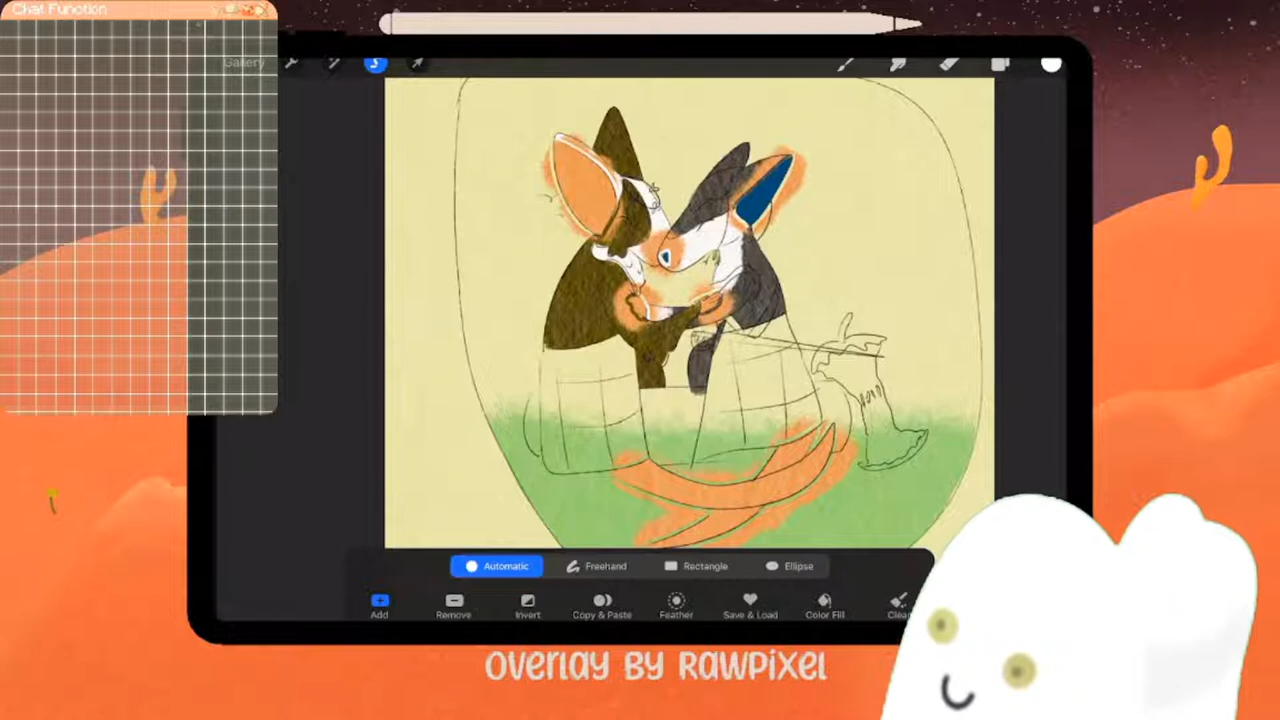 Chat Function
Gallery
Automatic
Freehand
Rectangle
Ellipse
Add
Remove
Invert
Copy & Paste
Feather
Save & Load
Color Fill
Clear
Overlay by Rawpixel